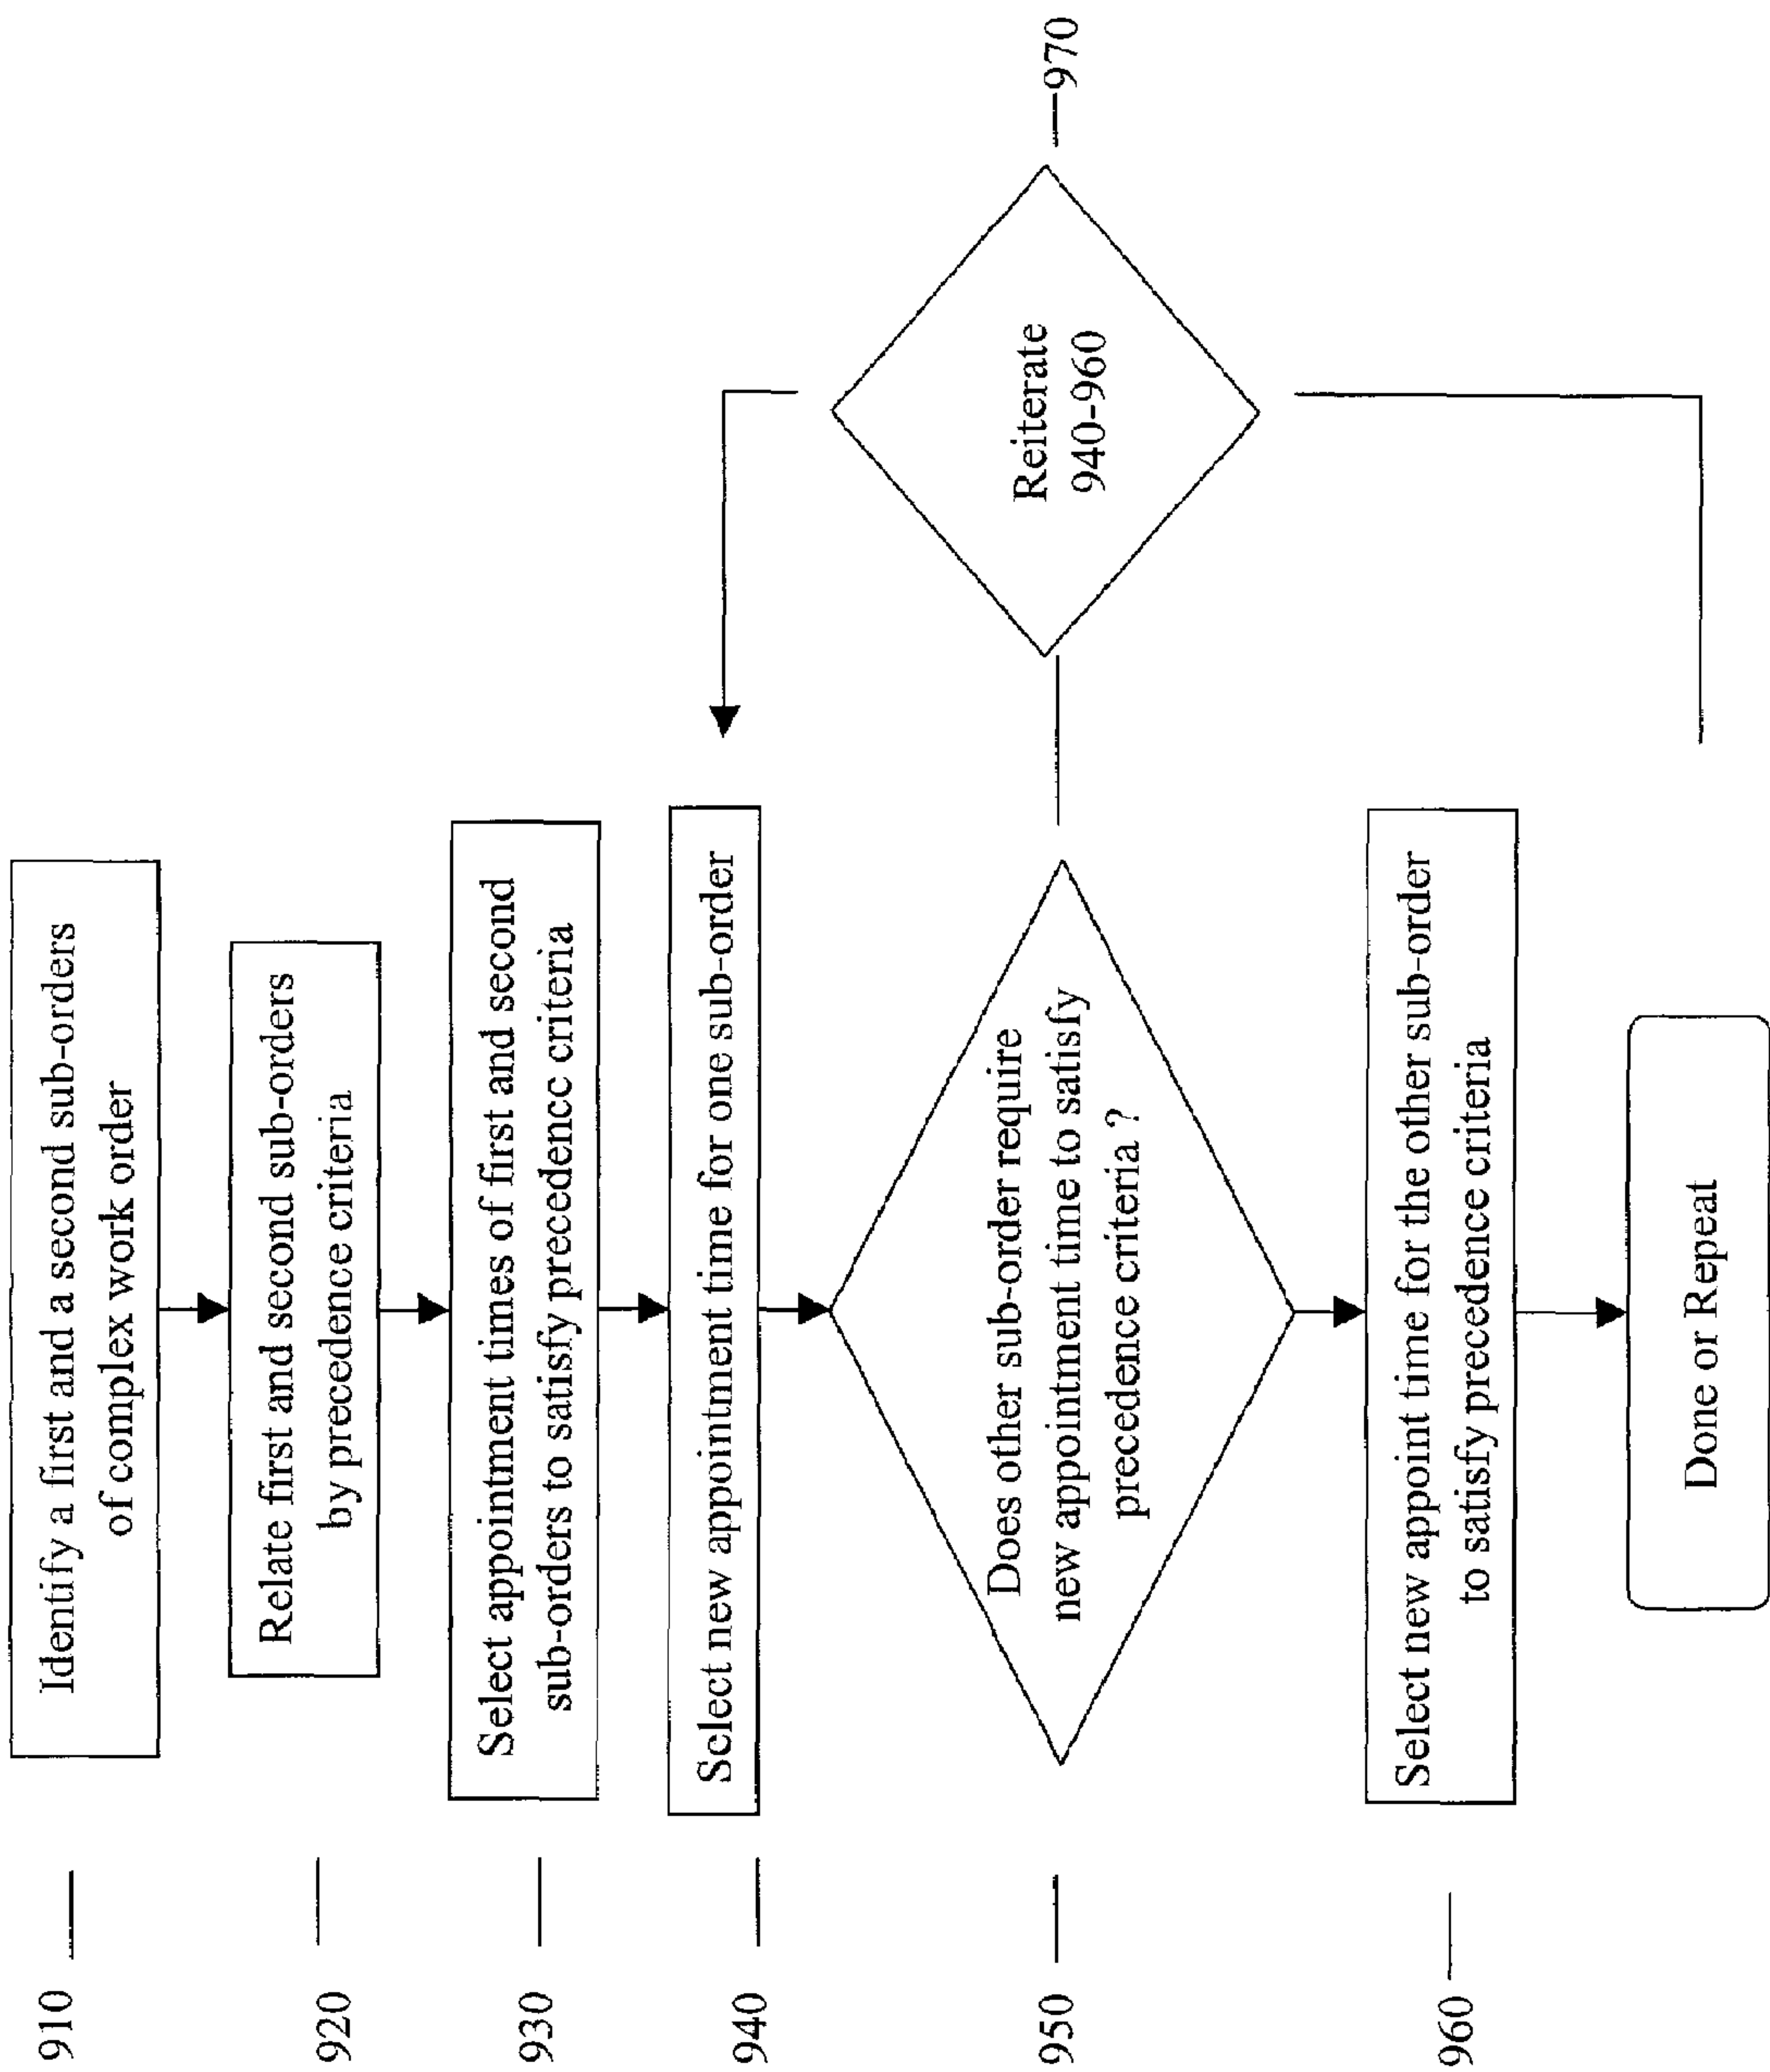 910
Identify a first and a second sub-orders
of complex work order
920
Relate first and second sub-orders
by precedence criteria
930
Select appointment times of first and second
sub-orders to satisfy precedence criteria
940
Select new appointment time for one sub-order
950
Does other sub-order require
new appointment time to satisfy
precedence criteria ?
Reiterate
940-960
970
960
Select new appoint time for the other sub-order
to satisfy precedence criteria
Done or Repeat